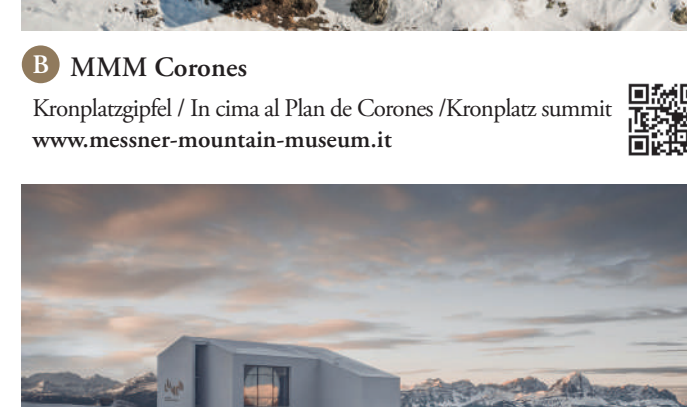 B MMM Corones
Kronplatzgipfel / In cima al Plan de Corones /Kronplatz summit
www.messner-mountain-museum.it